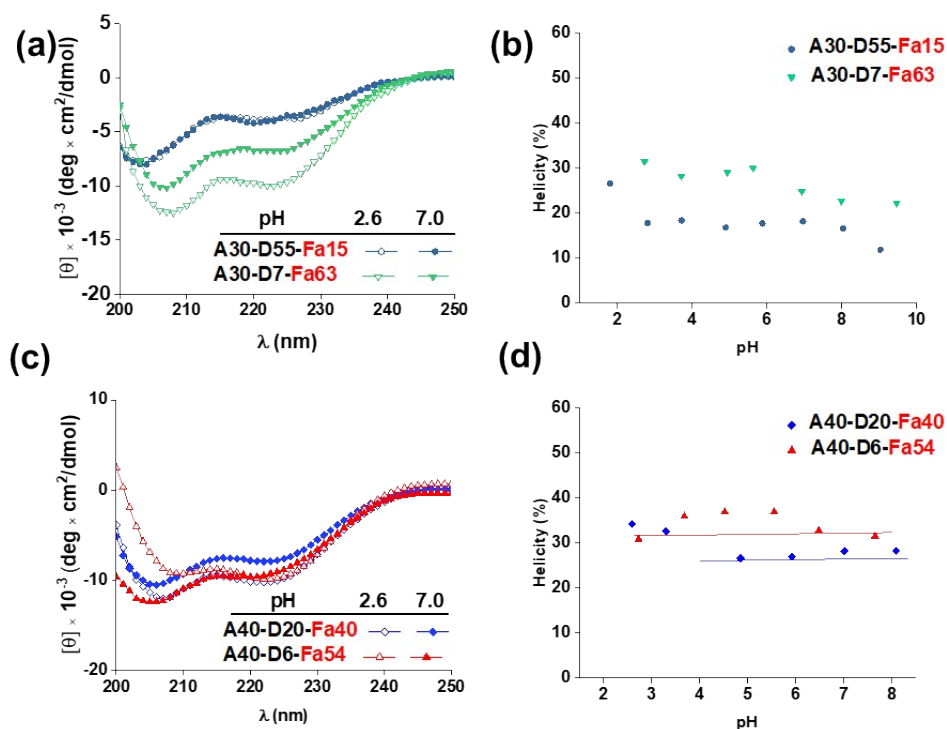 (a)
5
0
-5
-10
-15
-20
[θ] × 10⁻³ (deg × cm²/dmol)
pH 2.6 7.0
A30-D55-Fa15
A30-D7-Fa63
200 210 220 230 240 250
λ (nm)
(b)
60
50
40
30
20
10
0
Helicity (%)
A30-D55-Fa15
A30-D7-Fa63
2 4 6 8 10
pH
(c)
10
0
-10
-20
[θ] × 10⁻³ (deg × cm²/dmol)
pH 2.6 7.0
A40-D20-Fa40
A40-D6-Fa54
200 210 220 230 240 250
λ (nm)
(d)
60
50
40
30
20
10
0
Helicity (%)
A40-D20-Fa40
A40-D6-Fa54
2 3 4 5 6 7 8
pH